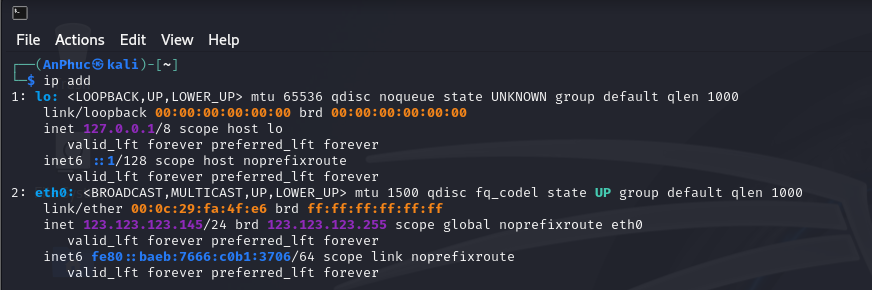 File Actions Edit View Help
┌──(AnPhuc㉿kali)-[~]
└─$ ip add
1: lo: <LOOPBACK,UP,LOWER_UP> mtu 65536 qdisc noqueue state UNKNOWN group default qlen 1000
    link/loopback 00:00:00:00:00:00 brd 00:00:00:00:00:00
    inet 127.0.0.1/8 scope host lo
       valid_lft forever preferred_lft forever
    inet6 ::1/128 scope host noprefixroute
       valid_lft forever preferred_lft forever
2: eth0: <BROADCAST,MULTICAST,UP,LOWER_UP> mtu 1500 qdisc fq_codel state UP group default qlen 1000
    link/ether 00:0c:29:fa:4f:e6 brd ff:ff:ff:ff:ff:ff
    inet 123.123.123.145/24 brd 123.123.123.255 scope global noprefixroute eth0
       valid_lft forever preferred_lft forever
    inet6 fe80::baeb:7666:c0b1:3706/64 scope link noprefixroute
       valid_lft forever preferred_lft forever